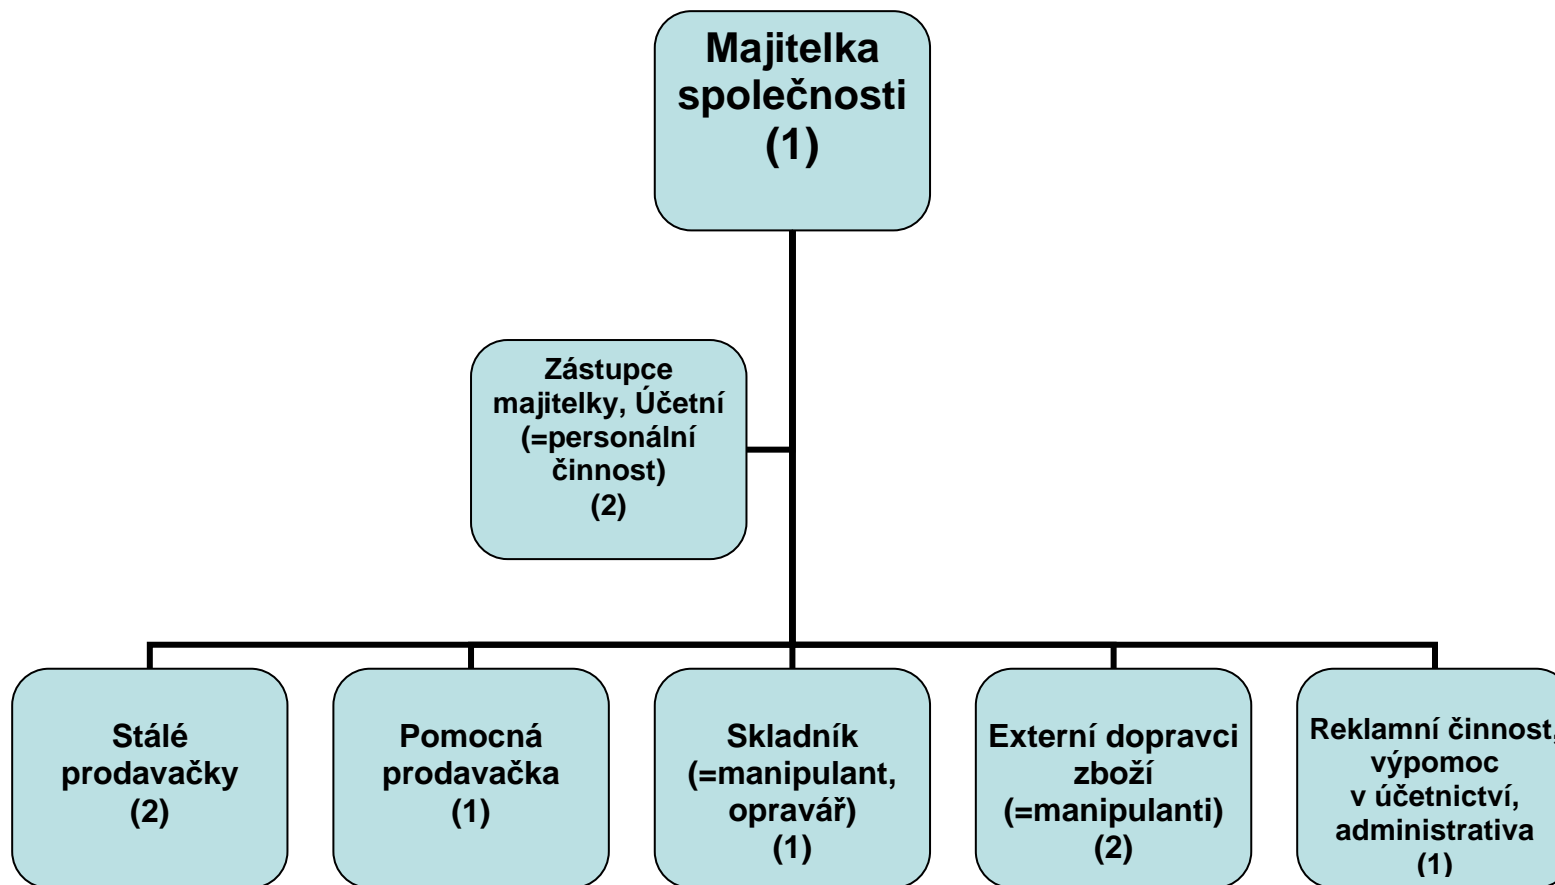 Majitelka
společnosti
(1)
Zástupce
majitelky, Účetní
(=personální
činnost)
(2)
Stálé
prodavačky
(2)
Pomocná
prodavačka
(1)
Skladník
(=manipulant,
opravář)
(1)
Externí dopravci
zboží
(=manipulanti)
(2)
Reklamní činnost,
výpomoc
v účetnictví,
administrativa
(1)